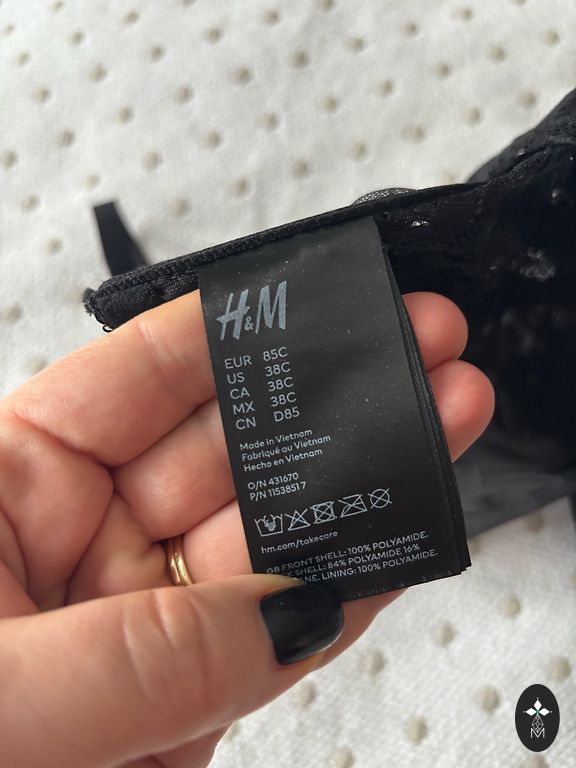 H&M
EUR 85C
US 38C
CA 38C
MX 38C
CN D85
Made in Vietnam
Fabriqué au Vietnam
Hecho en Vietnam
O/N 431670
P/N 11538517
hm.com/takecare
GB FRONT SHELL: 100% POLYAMIDE.
SHELL: 84% POLYAMIDE 16%
LINING: 100% POLYAMIDE.
M